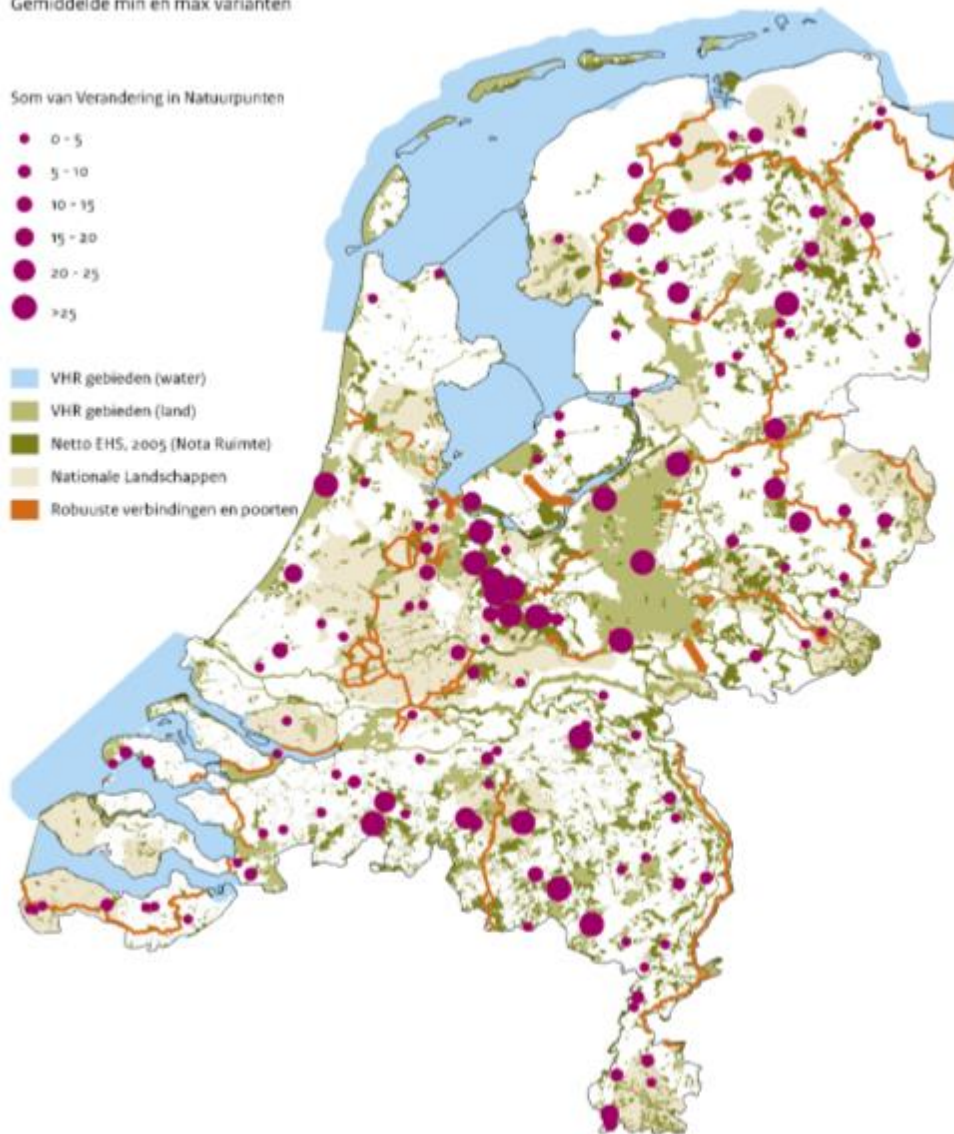 Gemiddelde min en max varianten
Som van Verandering in Natuurpunten
0 - 5
5 - 10
10 - 15
15 - 20
20 - 25
>25
VHR gebieden (water)
VHR gebieden (land)
Netto EHS, 2005 (Nota Ruimte)
Nationale Landschappen
Robuuste verbindingen en poorten